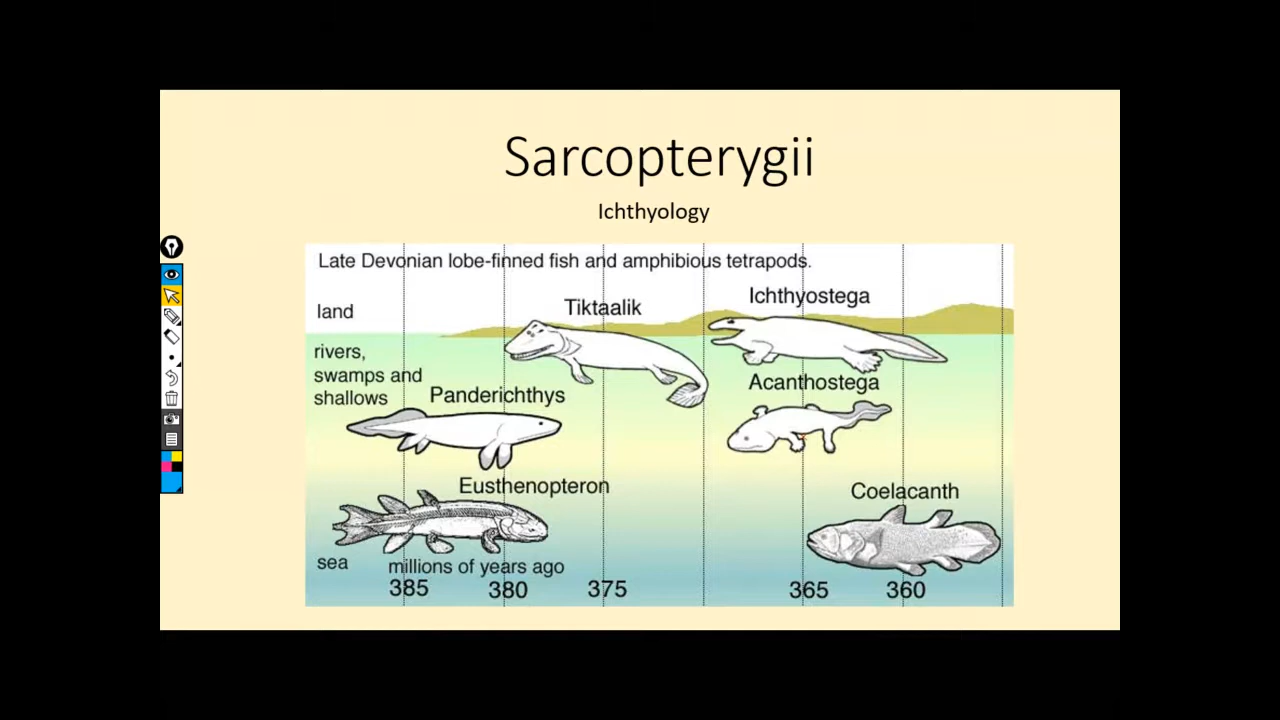 Sarcopterygii
Ichthyology
Late Devonian lobe-finned fish and amphibious tetrapods.
Ichthyostega
Tiktaalik
land
rivers,
swamps and
shallows
Acanthostega
Panderichthys
Eusthenopteron
Coelacanth
sea
millions of years ago
385 380 375 365 360